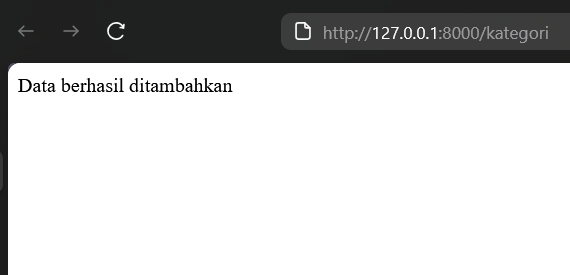 http://127.0.0.1:8000/kategori
Data berhasil ditambahkan